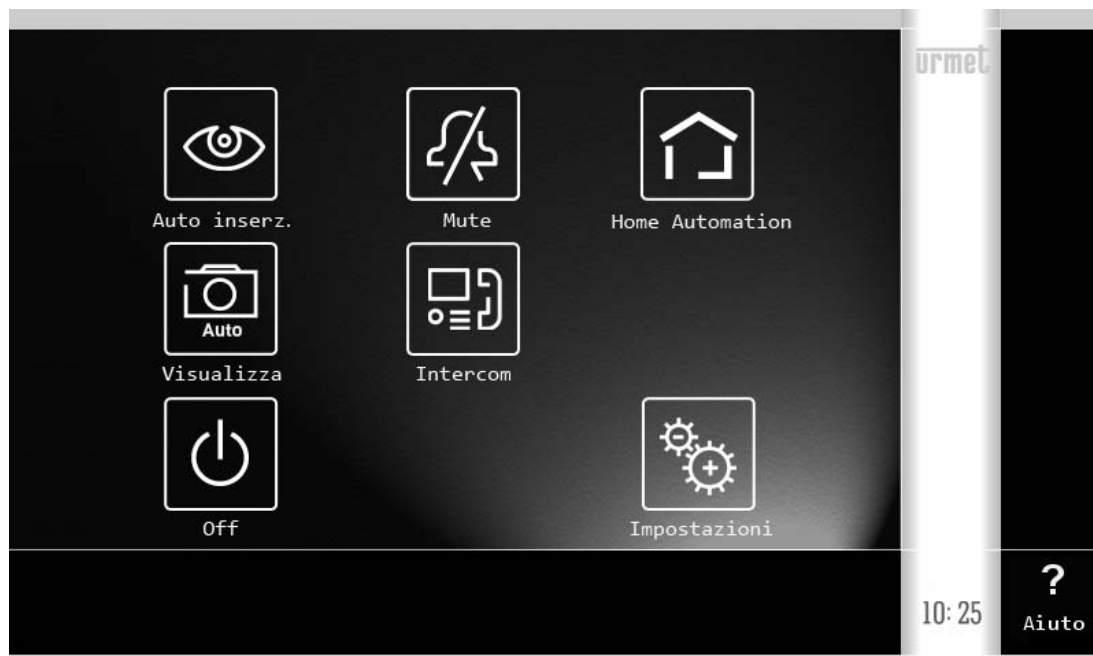 urmet
Auto inserz.
Mute
Home Automation
Auto
Visualizza
Intercom
Off
Impostazioni
10:25
?
Aiuto